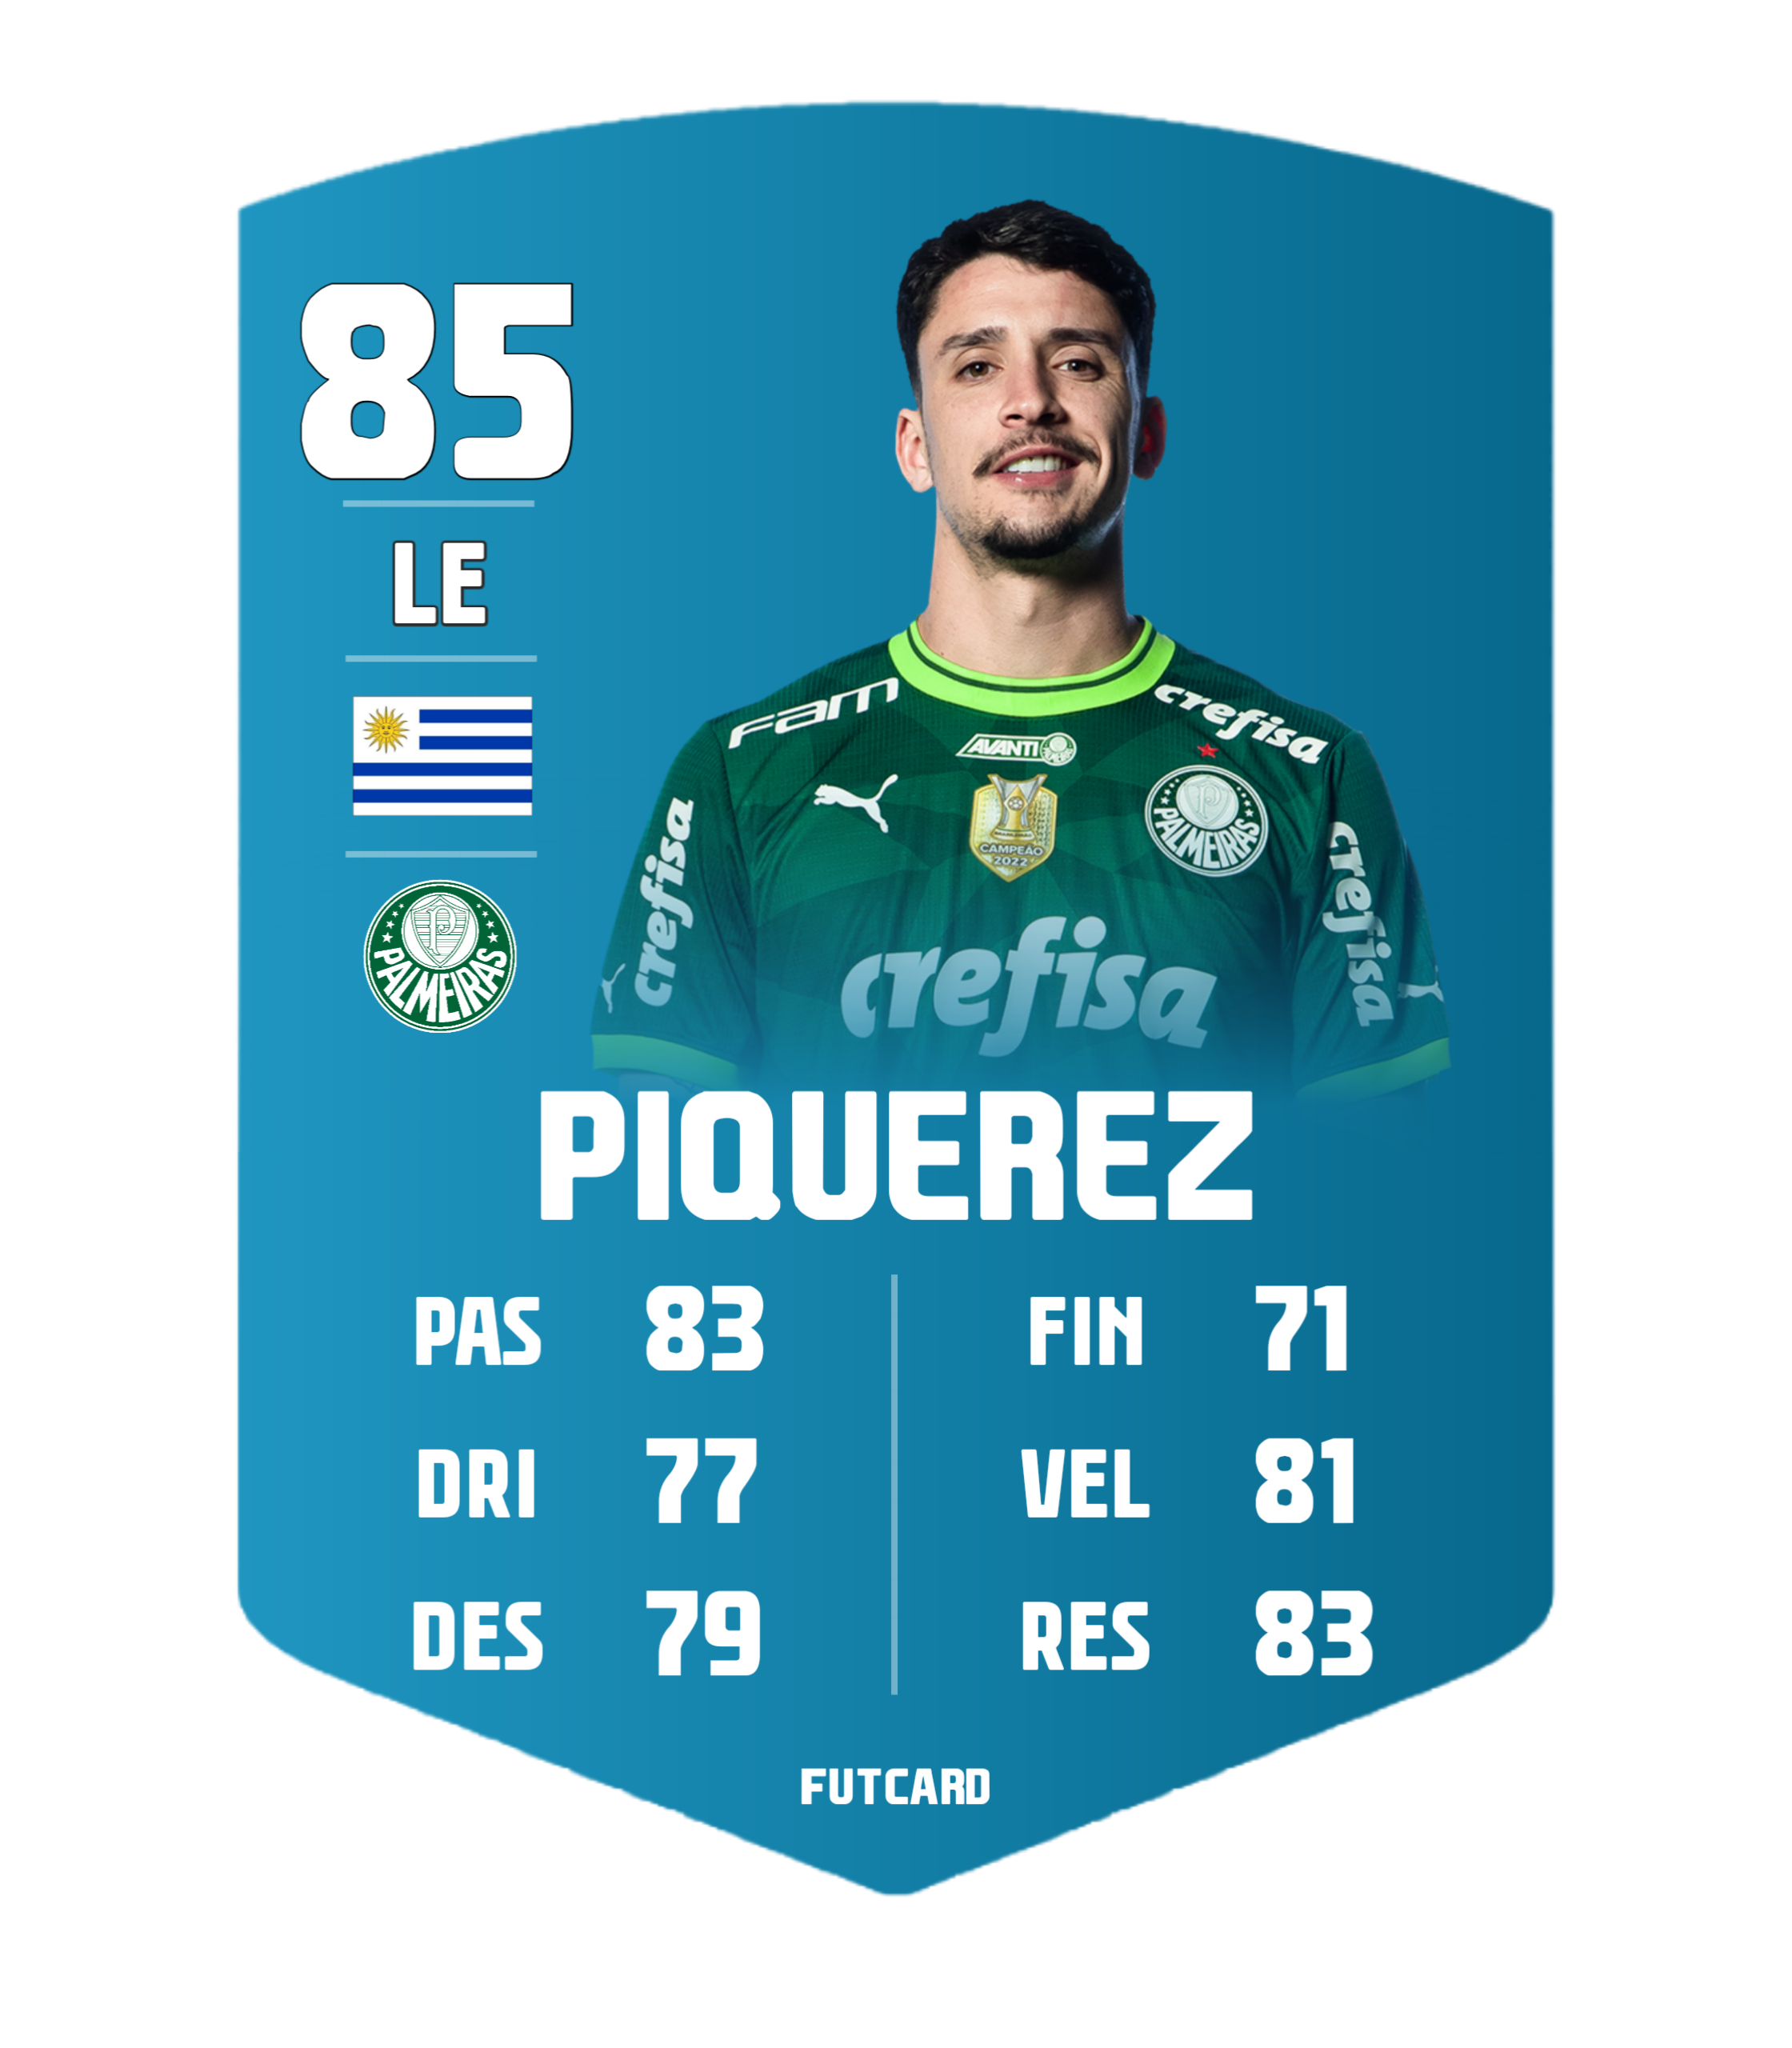 85
LE
PALMEIRAS
Fam
crefisa
AVANTI
CAMPEÃO
2022
PALMEIRAS
crefisa
crefisa
crefisa
PIQUEREZ
PAS 83 FIN 71
DRI 77 VEL 81
DES 79 RES 83
FUTCARD